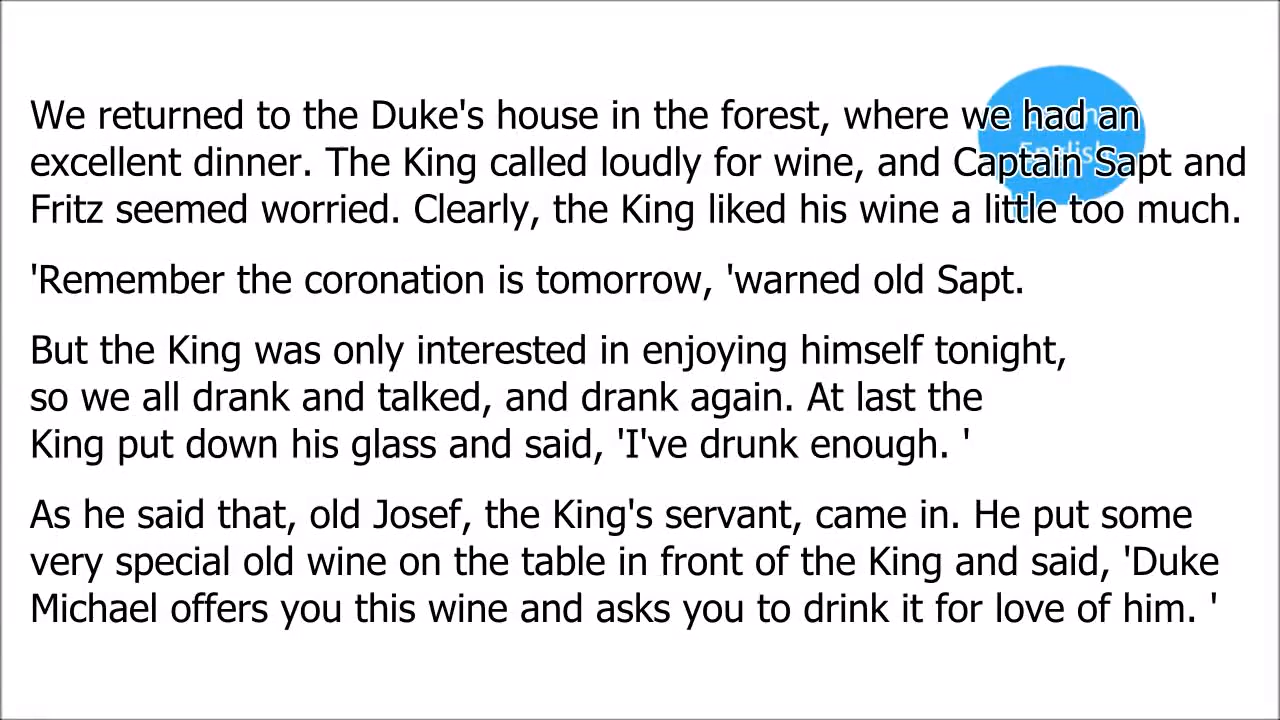 We returned to the Duke's house in the forest, where we had an
excellent dinner. The King called loudly for wine, and Captain Sapt and
Fritz seemed worried. Clearly, the King liked his wine a little too much.
'Remember the coronation is tomorrow, 'warned old Sapt.
But the King was only interested in enjoying himself tonight,
so we all drank and talked, and drank again. At last the
King put down his glass and said, 'I've drunk enough. '
As he said that, old Josef, the King's servant, came in. He put some
very special old wine on the table in front of the King and said, 'Duke
Michael offers you this wine and asks you to drink it for love of him. '